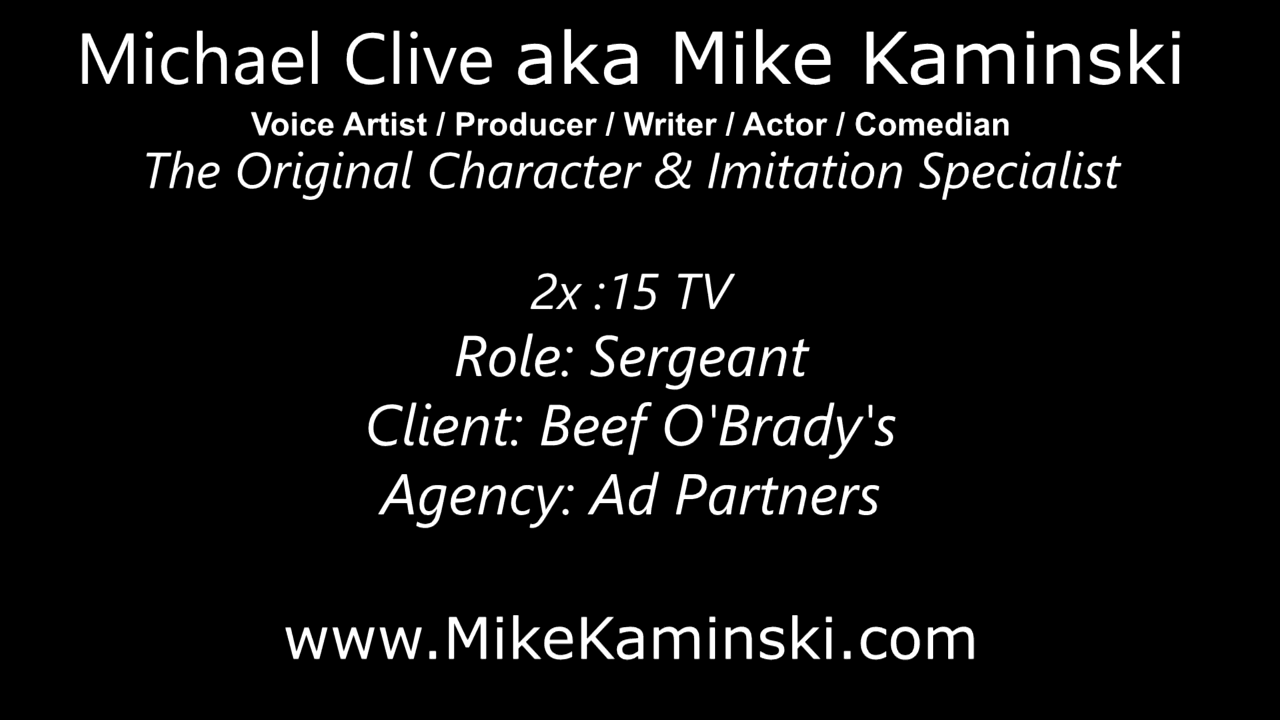 Michael Clive aka Mike Kaminski
Voice Artist / Producer / Writer / Actor / Comedian
The Original Character & Imitation Specialist
2x :15 TV
Role: Sergeant
Client: Beef O'Brady's
Agency: Ad Partners
www.MikeKaminski.com